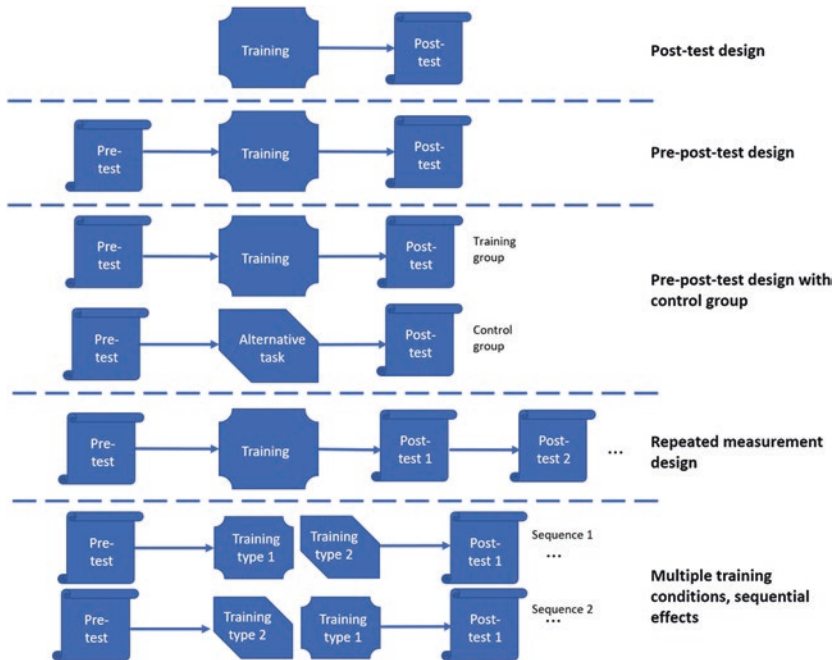 Training
Post-
test
Post-test design
Pre-
test
Training
Post-
test
Pre-post-test design
Pre-
test
Training
Post-
test
Training
group
Pre-post-test design with
control group
Pre-
test
Alternative
task
Post-
test
Control
group
Pre-
test
Training
Post-
test 1
Post-
test 2
...
Repeated measurement
design
Pre-
test
Training
type 1
Training
type 2
Post-
test 1
Sequence 1
...
Multiple training
conditions, sequential
effects
Pre-
test
Training
type 2
Training
type 1
Post-
test 1
Sequence 2
...